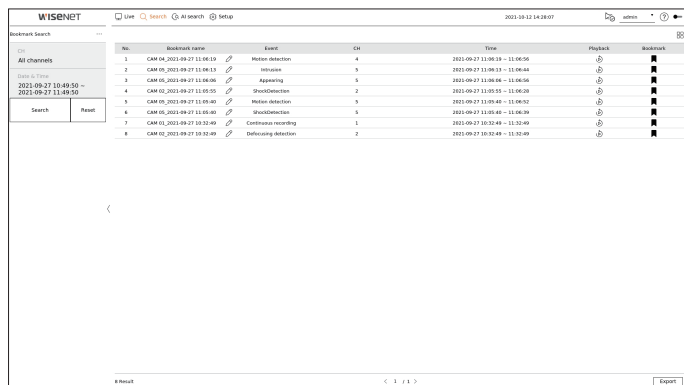 WISENET
Live Search AI search Setup
2021-10-12 14:28:07
admin
Bookmark Search ...
CH
All channels
Date & Time
2021-09-27 10:49:50 ~
2021-09-27 11:49:50
Search Reset
No. Bookmark name Event CH Time Playback Bookmark
1 CAM 04_2021-09-27 11:06:19 Motion detection 4 2021-09-27 11:06:19 ~ 11:06:56
2 CAM 05_2021-09-27 11:06:13 Intrusion 5 2021-09-27 11:06:13 ~ 11:06:44
3 CAM 05_2021-09-27 11:06:06 Appearing 5 2021-09-27 11:06:06 ~ 11:06:56
4 CAM 02_2021-09-27 11:05:55 ShockDetection 2 2021-09-27 11:05:55 ~ 11:06:28
5 CAM 05_2021-09-27 11:05:40 Motion detection 5 2021-09-27 11:05:40 ~ 11:06:52
6 CAM 05_2021-09-27 11:05:40 ShockDetection 5 2021-09-27 11:05:40 ~ 11:06:39
7 CAM 01_2021-09-27 10:32:49 Continuous recording 1 2021-09-27 10:32:49 ~ 11:32:49
8 CAM 02_2021-09-27 10:32:49 Defocusing detection 2 2021-09-27 10:32:49 ~ 11:32:49
8 Result
< 1 / 1 >
Export